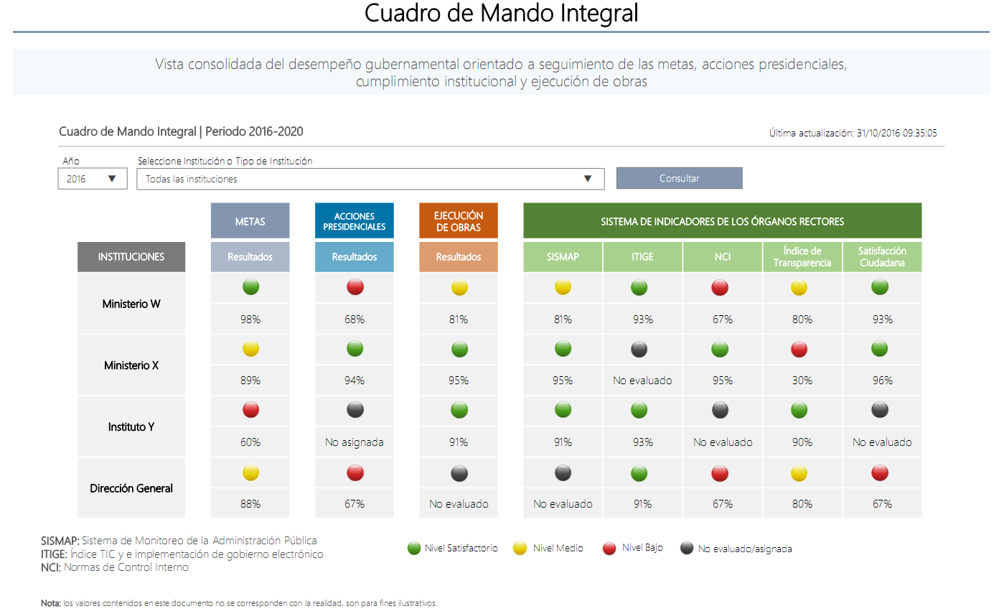 Cuadro de Mando Integral
Vista consolidada del desempeño gubernamental orientado a seguimiento de las metas, acciones presidenciales,
cumplimiento institucional y ejecución de obras
Cuadro de Mando Integral | Periodo 2016-2020
Última actualización: 31/10/2016 09:35:05
Año
Seleccione Institución o Tipo de Institución
2016 ▼
Todas las instituciones ▼
Consultar
METAS
ACCIONES
PRESIDENCIALES
EJECUCIÓN
DE OBRAS
SISTEMA DE INDICADORES DE LOS ÓRGANOS RECTORES
INSTITUCIONES
Resultados
Resultados
Resultados
SISMAP
ITIGE
NCI
Índice de
Transparencia
Satisfacción
Ciudadana
Ministerio W
98%
68%
81%
81%
93%
67%
80%
93%
Ministerio X
89%
94%
95%
95%
No evaluado
95%
30%
96%
Instituto Y
60%
No asignada
91%
91%
93%
No evaluado
90%
No evaluado
Dirección General
88%
67%
No evaluado
No evaluado
91%
67%
80%
67%
SISMAP: Sistema de Monitoreo de la Administración Pública
ITIGE: Índice TIC y e implementación de gobierno electrónico
NCI: Normas de Control Interno
Nivel Satisfactorio
Nivel Medio
Nivel Bajo
No evaluado/asignada
Nota: los valores contenidos en este documento no se corresponden con la realidad, son para fines ilustrativos.